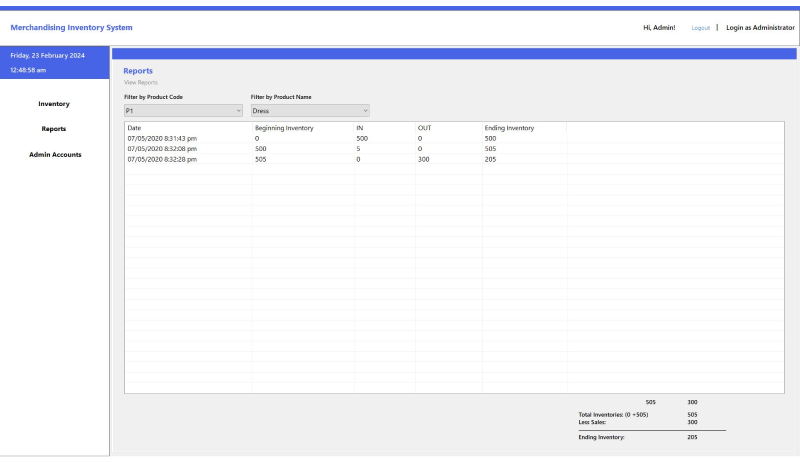 Merchandising Inventory System
Hi, Admin! Logout | Login as Administrator
Friday, 23 February 2024
12:48:58 am
Inventory
Reports
Admin Accounts
Reports
View Reports
Filter by Product Code Filter by Product Name
P1 Dress
Date Beginning Inventory IN OUT Ending Inventory
07/05/2020 8:31:43 pm 0 500 0 500
07/05/2020 8:32:08 pm 500 5 0 505
07/05/2020 8:32:28 pm 505 0 300 205
505 300
Total Inventories: (0 +505) 505
Less Sales: 300
Ending Inventory: 205